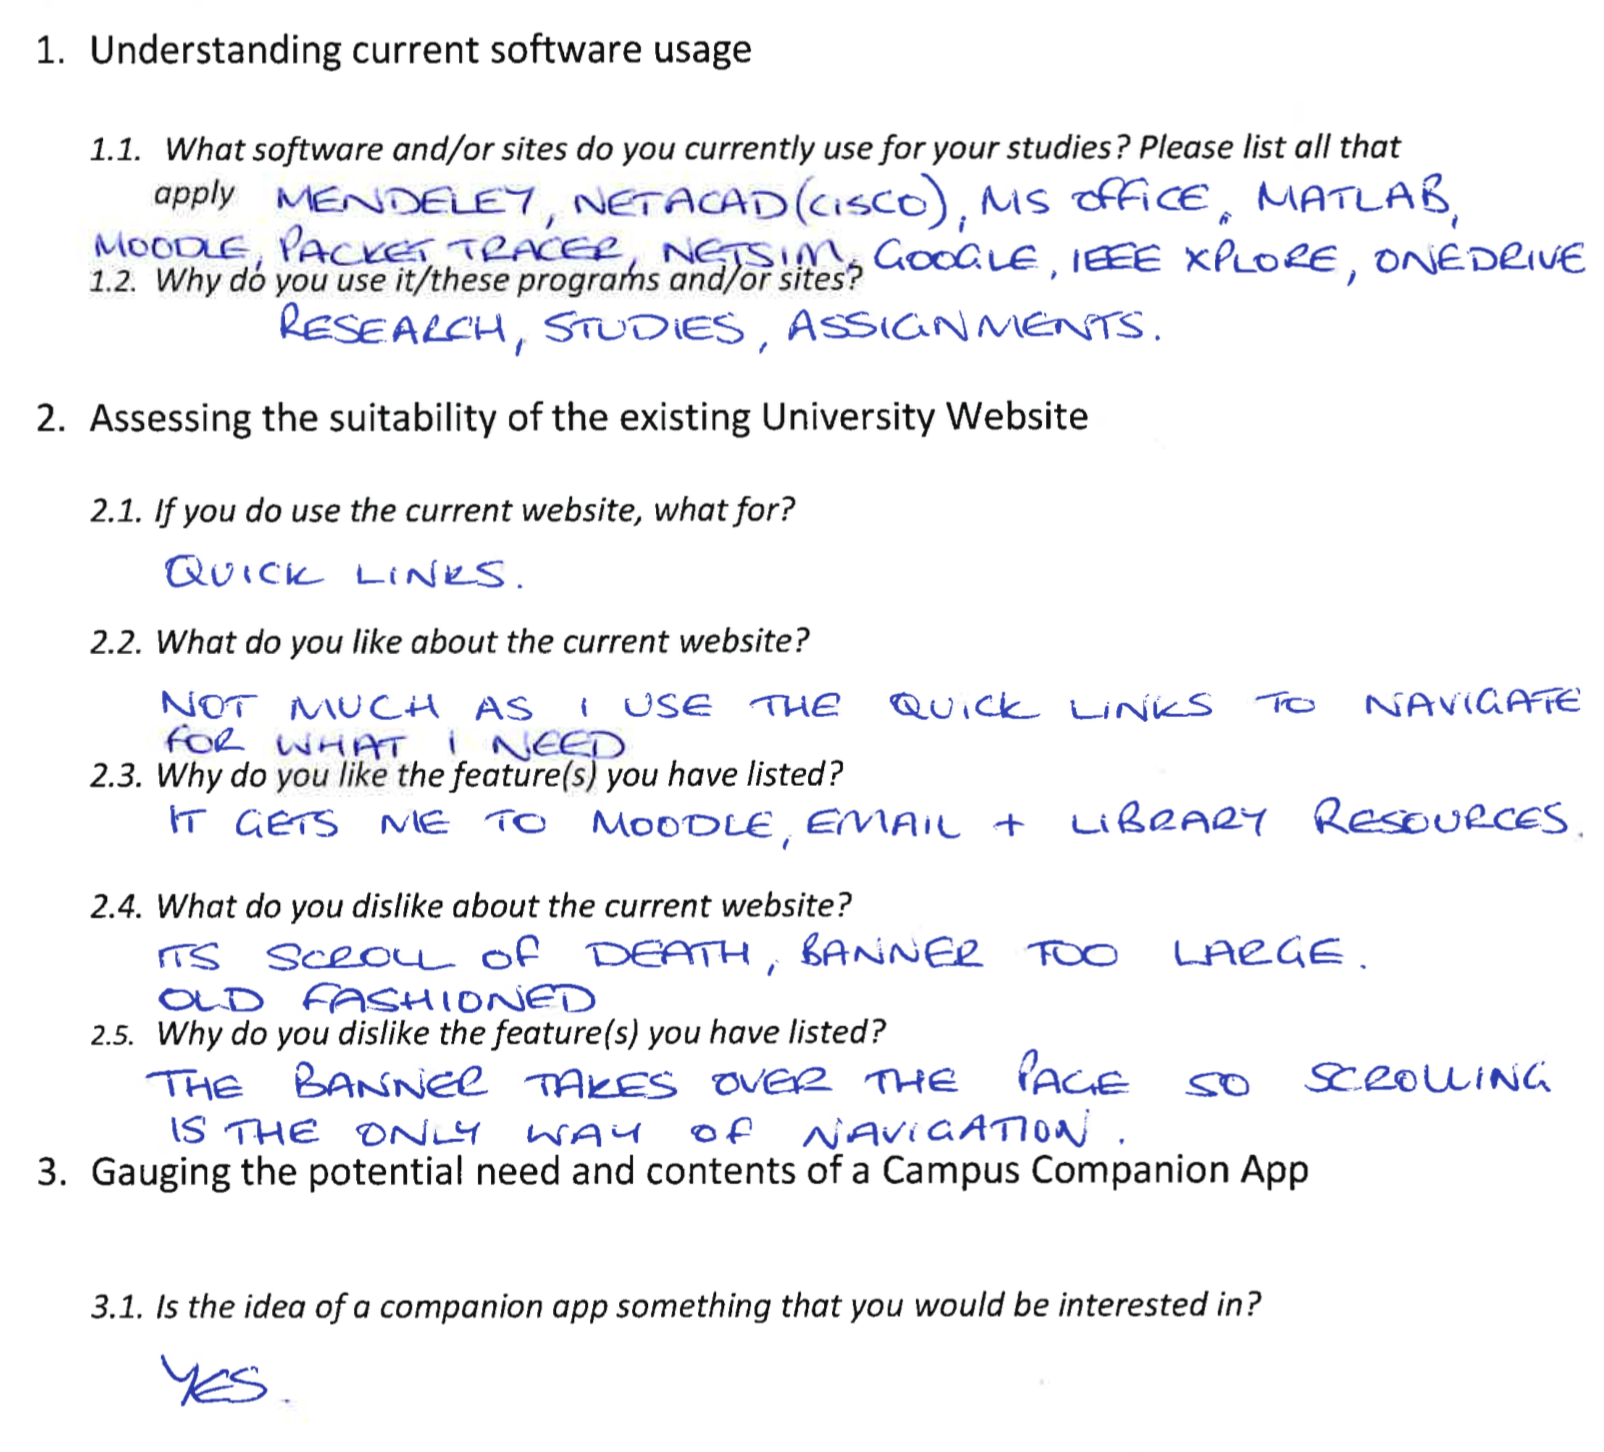 1. Understanding current software usage
1.1. What software and/or sites do you currently use for your studies? Please list all that
apply MENDELEY, NETACAD (CISCO), MS OFFICE, MATLAB,
MOODLE, PACKET TRACER, NETSIM, GOOGLE, IEEE XPLORE, ONEDRIVE
1.2. Why do you use it/these programs and/or sites?
RESEARCH, STUDIES, ASSIGNMENTS.
2. Assessing the suitability of the existing University Website
2.1. If you do use the current website, what for?
QUICK LINKS.
2.2. What do you like about the current website?
NOT MUCH AS I USE THE QUICK LINKS TO NAVIGATE
FOR WHAT I NEED
2.3. Why do you like the feature(s) you have listed?
IT GETS ME TO MOODLE, EMAIL + LIBRARY RESOURCES.
2.4. What do you dislike about the current website?
ITS SCROLL OF DEATH, BANNER TOO LARGE.
OLD FASHIONED
2.5. Why do you dislike the feature(s) you have listed?
THE BANNER TAKES OVER THE PAGE SO SCROLLING
IS THE ONLY WAY OF NAVIGATION.
3. Gauging the potential need and contents of a Campus Companion App
3.1. Is the idea of a companion app something that you would be interested in?
YES.